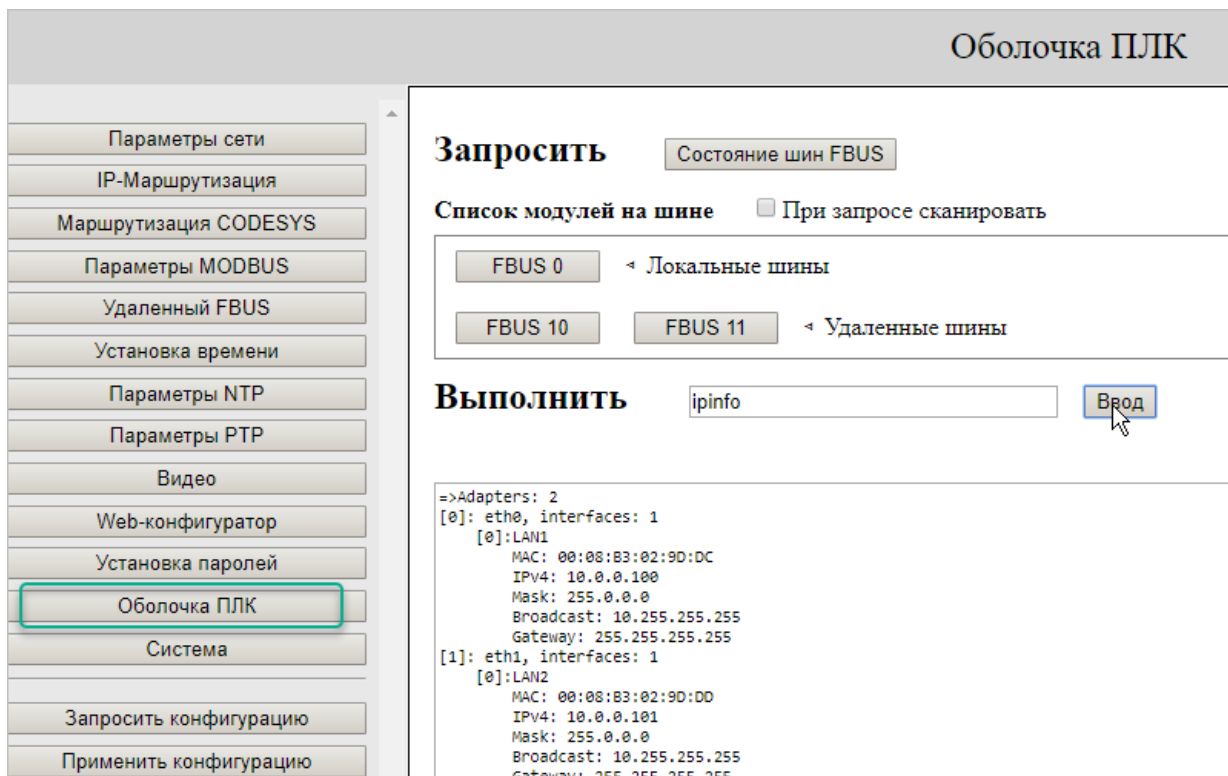 Оболочка ПЛК
Параметры сети
IP-Маршрутизация
Маршрутизация CODESYS
Параметры MODBUS
Удаленный FBUS
Установка времени
Параметры NTP
Параметры PTP
Видео
Web-конфигуратор
Установка паролей
Оболочка ПЛК
Система
Запросить конфигурацию
Применить конфигурацию
Запросить Состояние шин FBUS
Список модулей на шине При запросе сканировать
FBUS 0 Локальные шины
FBUS 10 FBUS 11 Удаленные шины
Выполнить ipinfo Ввод
=>Adapters: 2
[0]: eth0, interfaces: 1
[0]:LAN1
MAC: 00:08:B3:02:9D:DC
IPv4: 10.0.0.100
Mask: 255.0.0.0
Broadcast: 10.255.255.255
Gateway: 255.255.255.255
[1]: eth1, interfaces: 1
[0]:LAN2
MAC: 00:08:B3:02:9D:DD
IPv4: 10.0.0.101
Mask: 255.0.0.0
Broadcast: 10.255.255.255
Gateway: 255.255.255.255